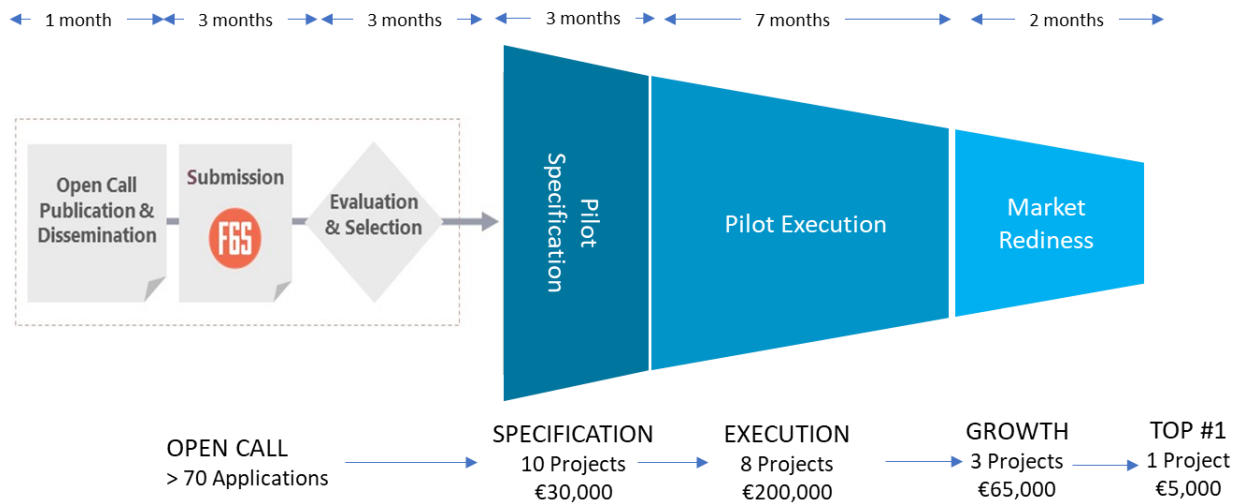 1 month
3 months
3 months
3 months
7 months
2 months
Open Call
Publication &
Dissemination
Submission
F6S
Evaluation
& Selection
Pilot
Specification
Pilot Execution
Market
Rediness
OPEN CALL
> 70 Applications
SPECIFICATION
10 Projects
€30,000
EXECUTION
8 Projects
€200,000
GROWTH
3 Projects
€65,000
TOP #1
1 Project
€5,000